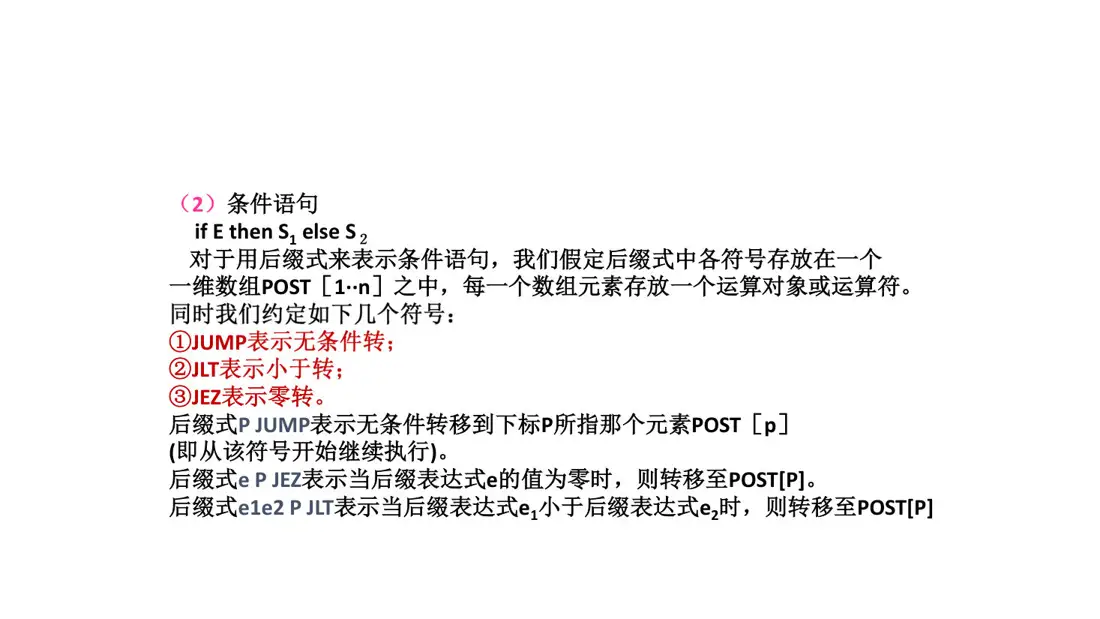 （2）条件语句
if E then S1 else S2
对于用后缀式来表示条件语句，我们假定后缀式中各符号存放在一个
一维数组POST［1··n］之中，每一个数组元素存放一个运算对象或运算符。
同时我们约定如下几个符号：
①JUMP表示无条件转；
②JLT表示小于转；
③JEZ表示零转。
后缀式P JUMP表示无条件转移到下标P所指那个元素POST［p］
(即从该符号开始继续执行)。
后缀式e P JEZ表示当后缀表达式e的值为零时，则转移至POST[P]。
后缀式e1e2 P JLT表示当后缀表达式e1小于后缀表达式e2时，则转移至POST[P]